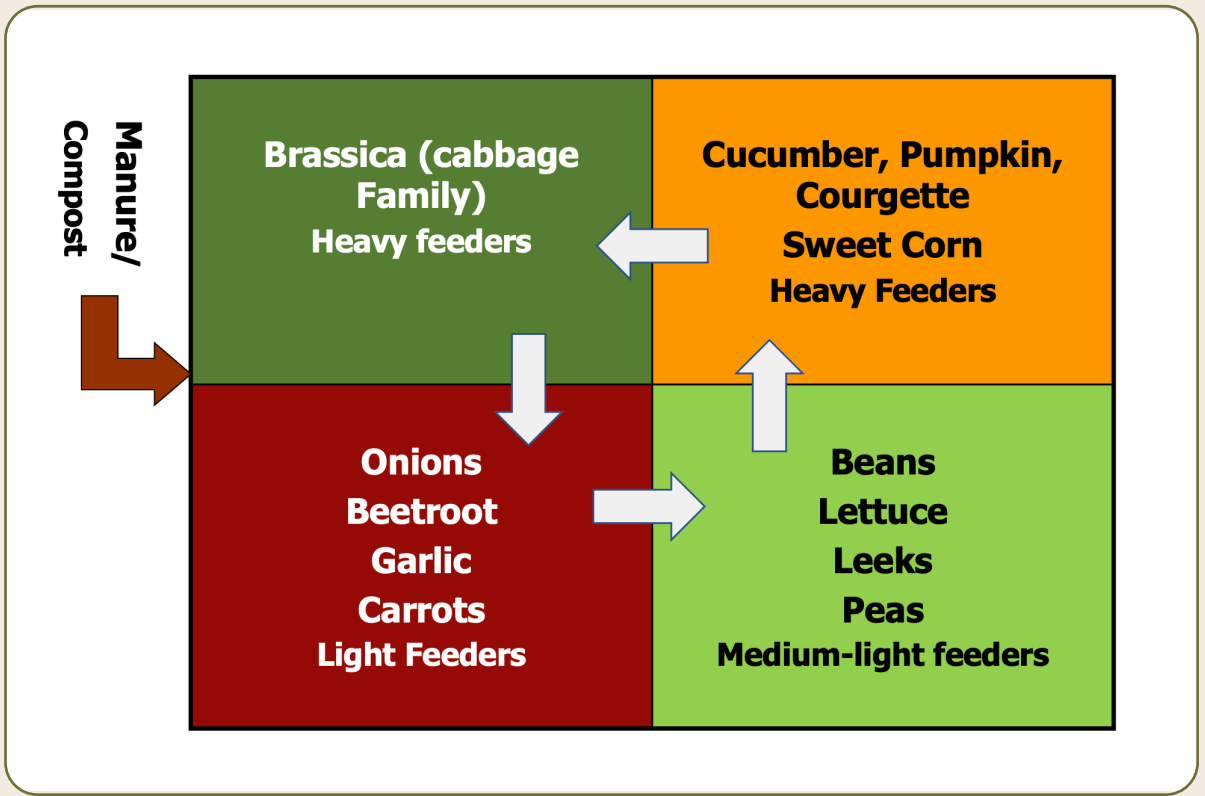 Manure/
Compost
Brassica (cabbage
Family)
Heavy feeders
Cucumber, Pumpkin,
Courgette
Sweet Corn
Heavy Feeders
Onions
Beetroot
Garlic
Carrots
Light Feeders
Beans
Lettuce
Leeks
Peas
Medium-light feeders